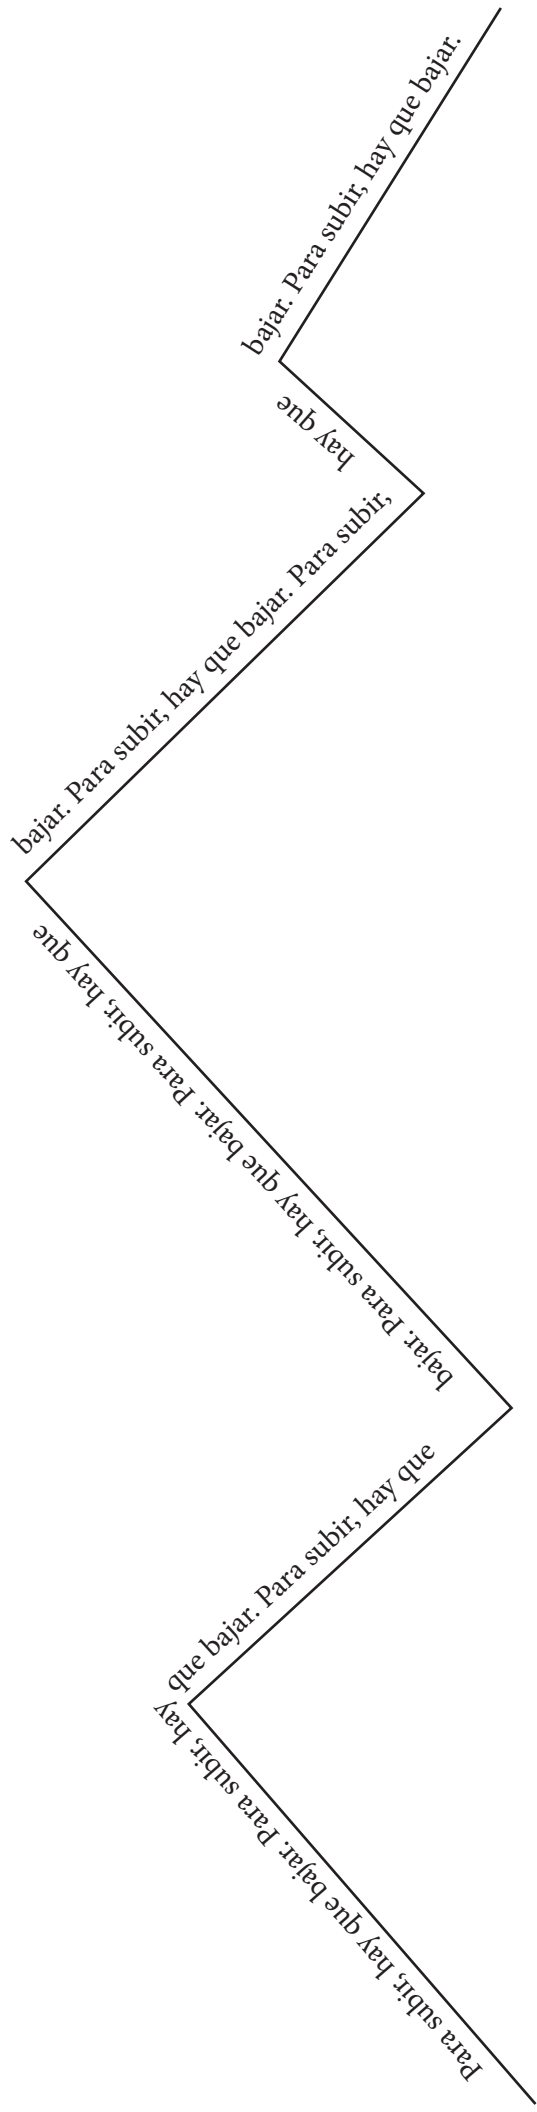 Para subir, hay que bajar. Para subir, hay
que bajar. Para subir, hay que
bajar. Para subir, hay que bajar. Para subir, hay que
bajar. Para subir, hay que bajar. Para subir,
hay que
bajar. Para subir, hay que bajar.